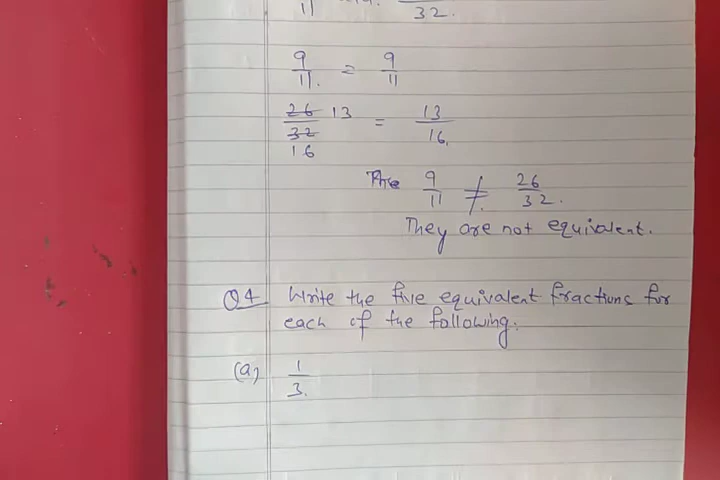 11
32.
9/11. = 9/11
26/32 13/16 = 13/16.
The 9/11 ≠ 26/32.
They are not equivalent.
Q4 Write the five equivalent fractions for
each of the following.
(a) 1/3.